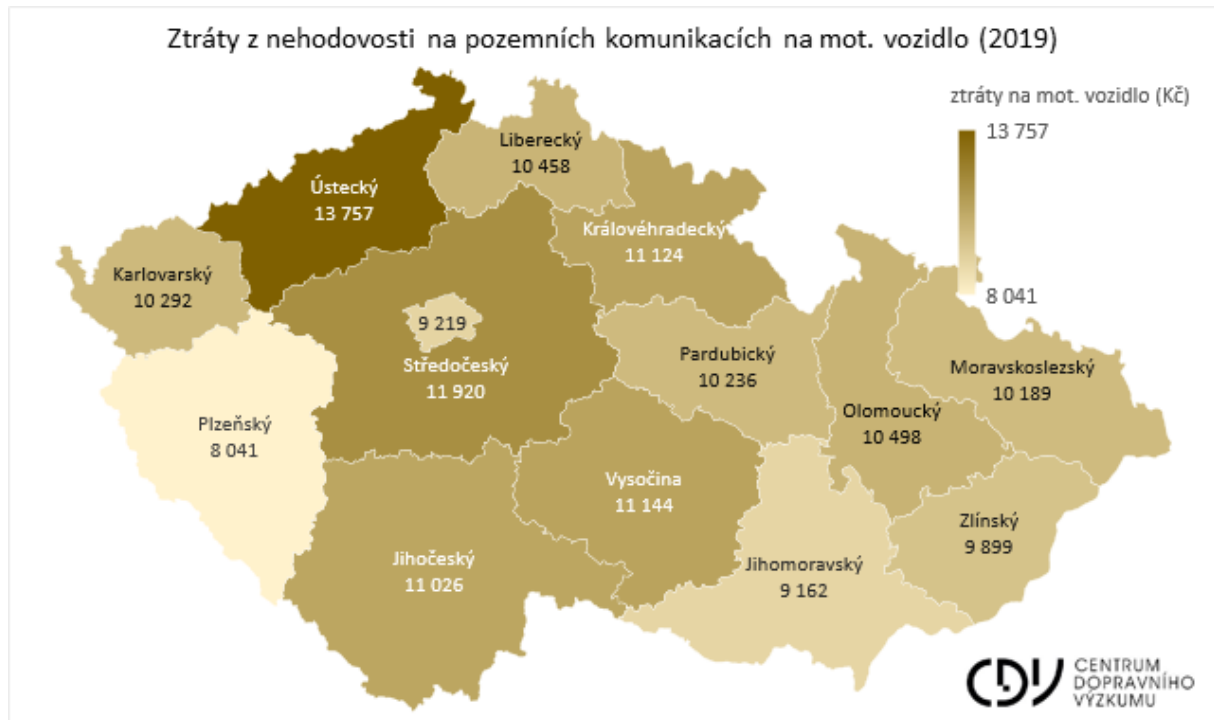 Ztráty z nehodovosti na pozemních komunikacích na mot. vozidlo (2019)
ztráty na mot. vozidlo (Kč)
13 757
8 041
Liberecký
10 458
Ústecký
13 757
Královéhradecký
11 124
Karlovarský
10 292
9 219
Středočeský
11 920
Pardubický
10 236
Moravskoslezský
10 189
Olomoucký
10 498
Plzeňský
8 041
Vysočina
11 144
Zlínský
9 899
Jihočeský
11 026
Jihomoravský
9 162
CDV
CENTRUM
DOPRAVNÍHO
VÝZKUMU